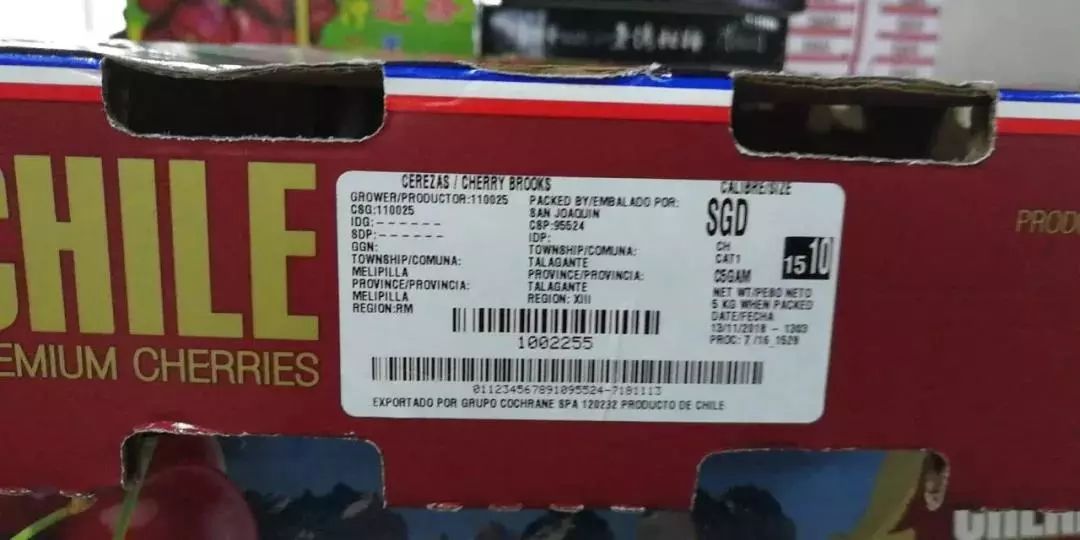 CHILE
EMIUM CHERRIES
CEREZAS / CHERRY BROOKS
GROWER/PRODUCTOR:110025
CSG:110025
IDG:------
SDP:------
GGN:
TOWNSHIP/COMUNA:
MELIPILLA
PROVINCE/PROVINCIA:
MELIPILLA
REGION:RM
PACKED BY/EMBALADO POR:
SAN JOAQUIN
CSP:95524
IDP:
TOWNSHIP/COMUNA:
TALAGANTE
PROVINCE/PROVINCIA:
TALAGANTE
REGION: XIII
CALIBRE/SIZE
SGD
CH
CAT1
1510
C5GAM
NET WT/PESO NETO
5 KG WHEN PACKED
DATE/FECHA
13/11/2018 - 1303
PROC: 7 /16_1529
1002255
011234567891095524-7181113
EXPORTADO POR GRUPO COCHRANE SPA 120232 PRODUCTO DE CHILE
PROD